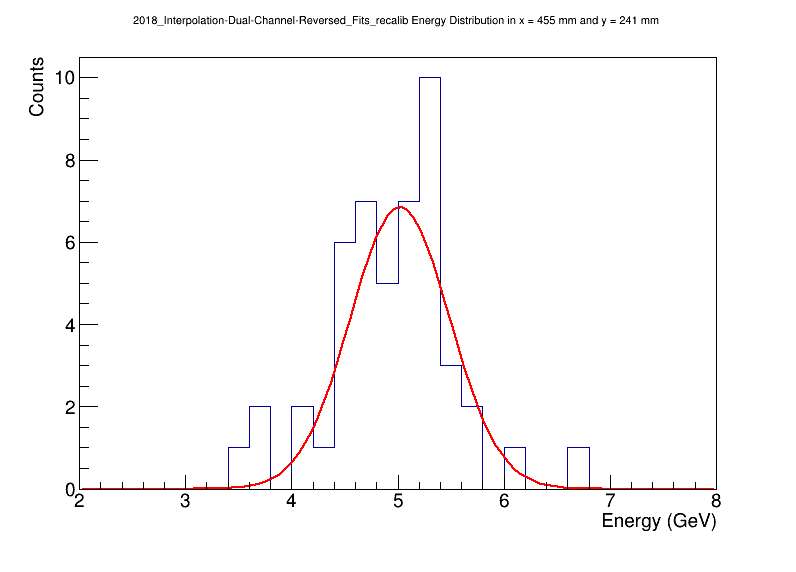 2018_Interpolation-Dual-Channel-Reversed_Fits_recalib Energy Distribution in x = 455 mm and y = 241 mm
Counts
10
8
6
4
2
0
2 3 4 5 6 7 8
Energy (GeV)